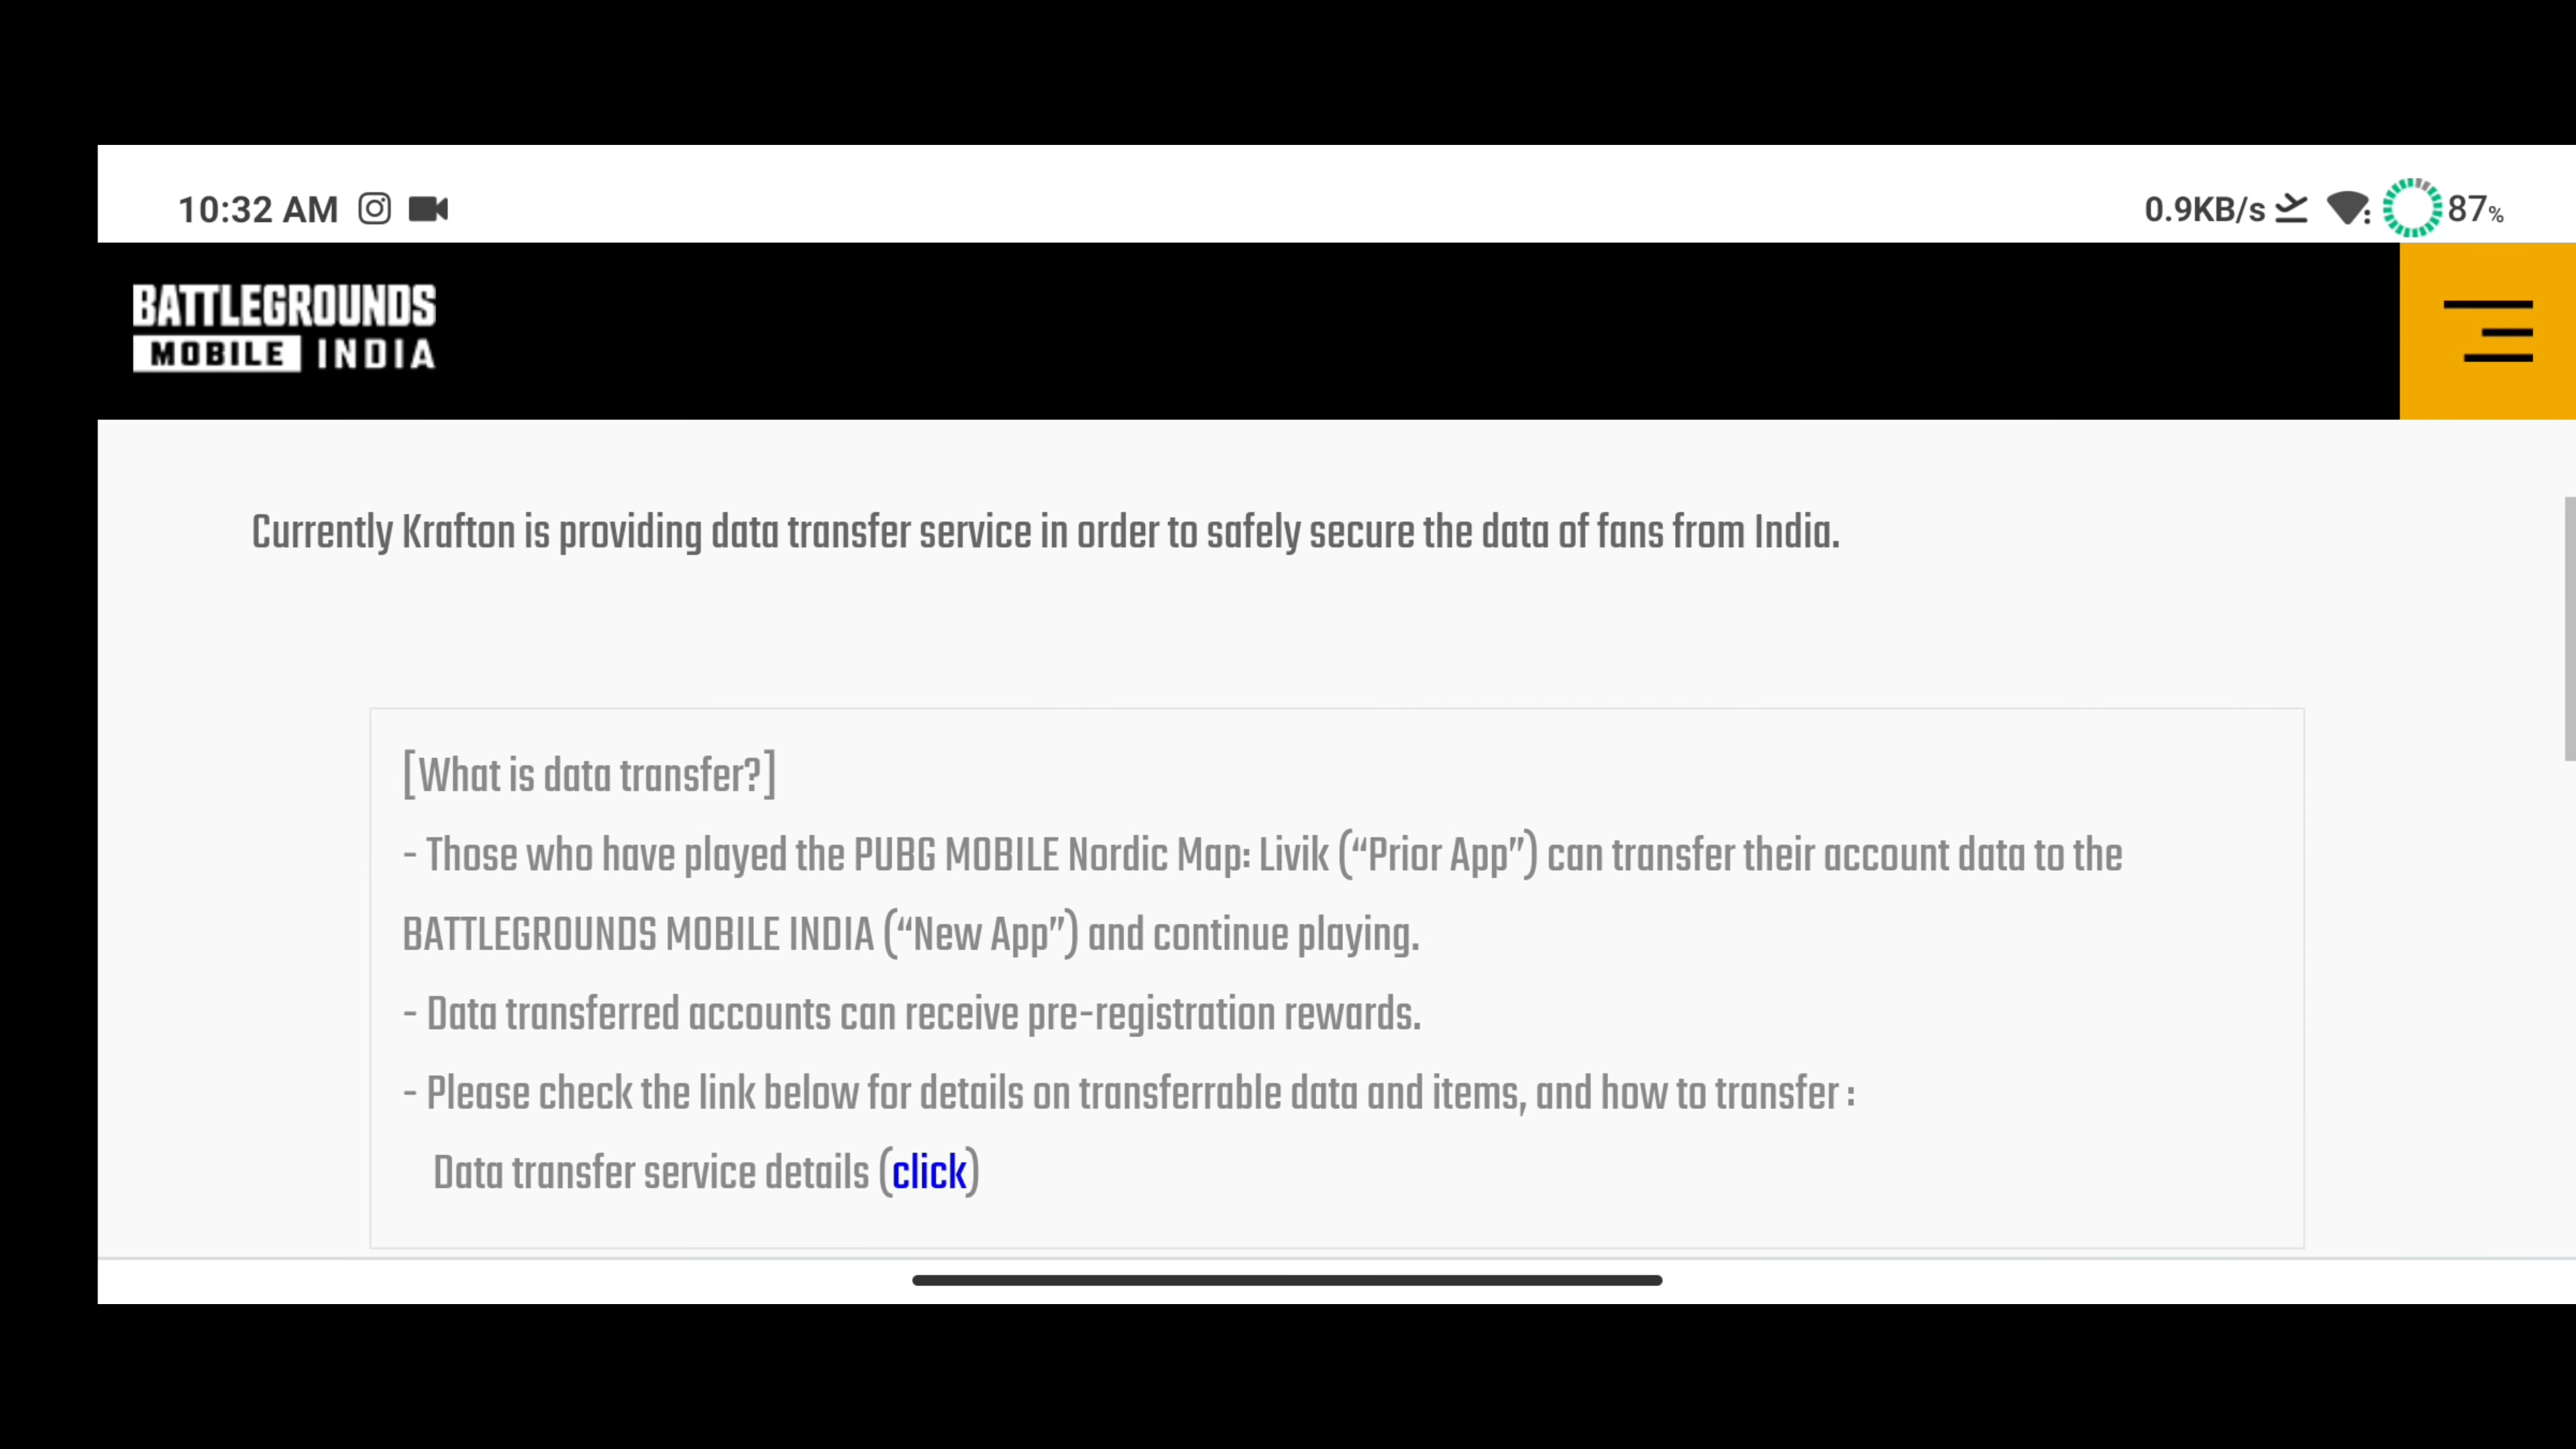 10:32 AM
0.9KB/s
87%
BATTLEGROUNDS
MOBILE INDIA
Currently Krafton is providing data transfer service in order to safely secure the data of fans from India.
[What is data transfer?]
- Those who have played the PUBG MOBILE Nordic Map: Livik (“Prior App”) can transfer their account data to the
BATTLEGROUNDS MOBILE INDIA (“New App”) and continue playing.
- Data transferred accounts can receive pre-registration rewards.
- Please check the link below for details on transferrable data and items, and how to transfer :
Data transfer service details (click)